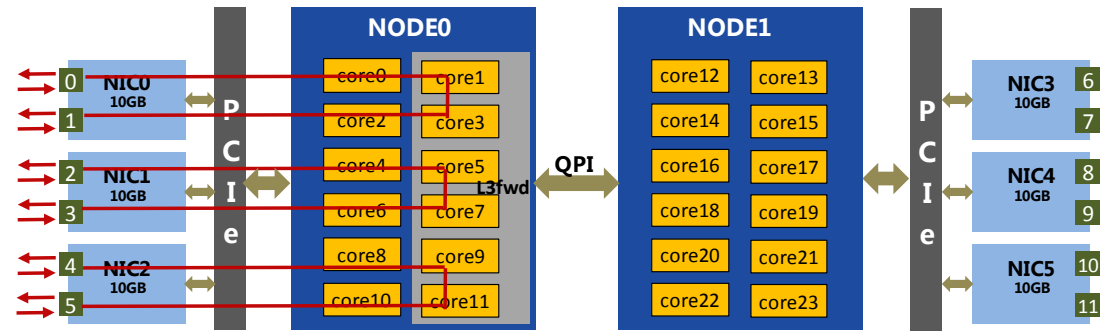 NODE0
NODE1
0
NIC0
10GB
1
2
NIC1
10GB
3
4
NIC2
10GB
5
PCIe
core0
core1
core2
core3
core4
core5
L3fwd
core6
core7
core8
core9
core10
core11
QPI
core12
core13
core14
core15
core16
core17
core18
core19
core20
core21
core22
core23
PCIe
NIC3
10GB
6
7
NIC4
10GB
8
9
NIC5
10GB
10
11